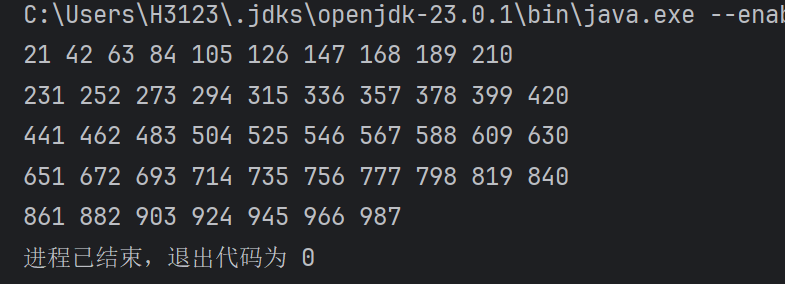 C:\Users\H3123\.jdks\openjdk-23.0.1\bin\java.exe --enab
21 42 63 84 105 126 147 168 189 210
231 252 273 294 315 336 357 378 399 420
441 462 483 504 525 546 567 588 609 630
651 672 693 714 735 756 777 798 819 840
861 882 903 924 945 966 987
进程已结束，退出代码为 0